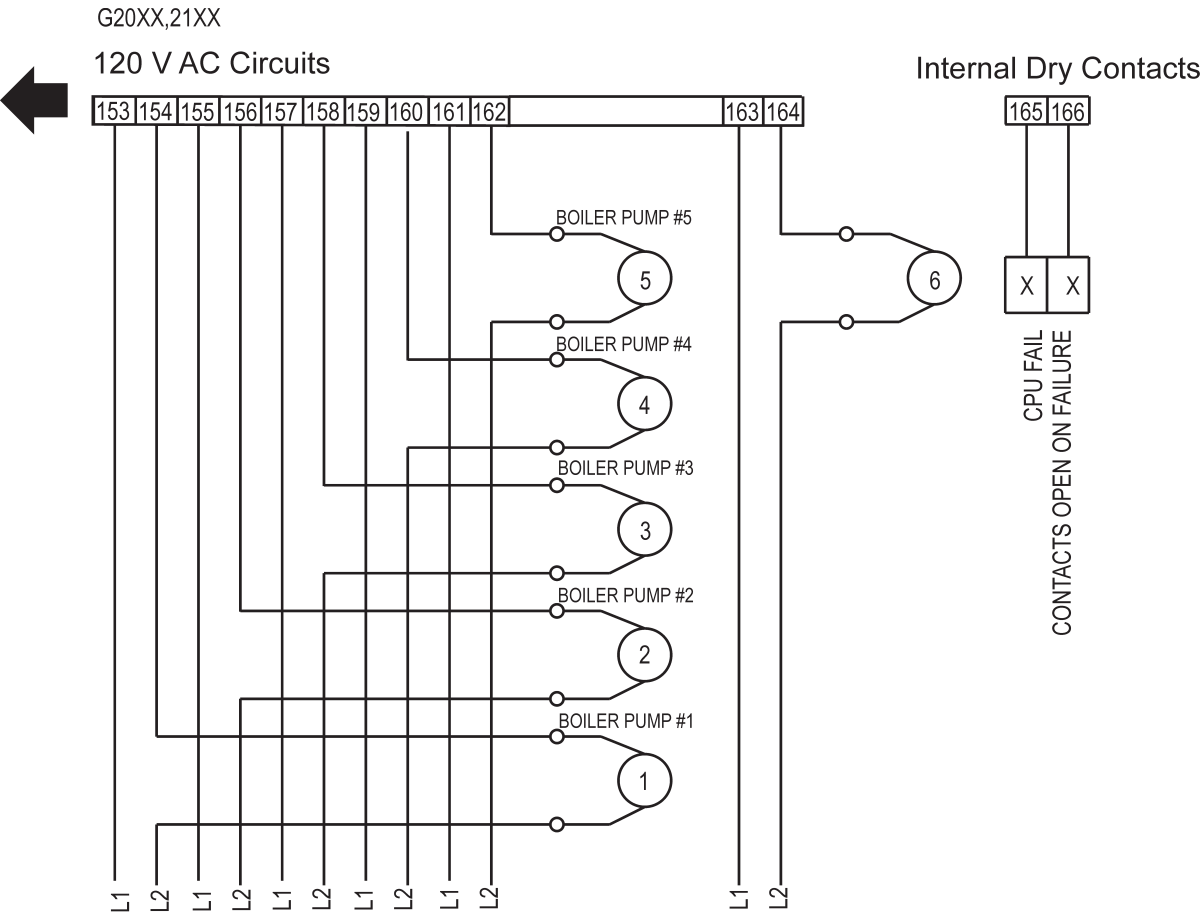 G20XX,21XX
120 V AC Circuits
Internal Dry Contacts
153 154 155 156 157 158 159 160 161 162 163 164 165 166
BOILER PUMP #5
5
6
X X
BOILER PUMP #4
4
BOILER PUMP #3
3
BOILER PUMP #2
2
BOILER PUMP #1
1
CPU FAIL
CONTACTS OPEN ON FAILURE
L1 L2 L1 L2 L1 L2 L1 L2 L1 L2 L1 L2